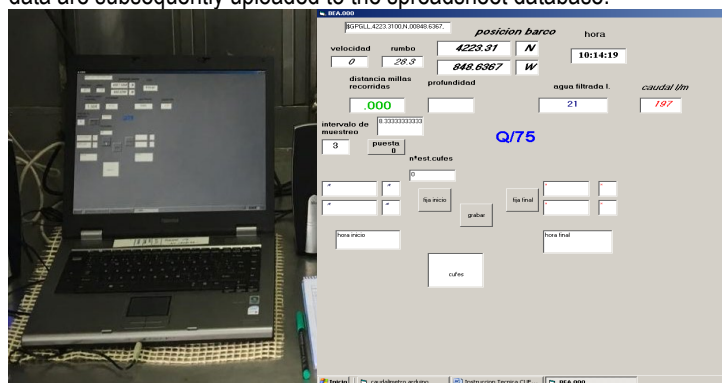 data are subsequently uploaded to the spreadsheet database.
BEA.000
$GPGLL,4223.3100,N,00848.6367,
posicion barco
hora
velocidad
rumbo
4223.31
N
10:14:19
0
28.3
848.6367
W
distancia millas
recorridas
profundidad
agua filtrada l.
caudal l/m
.000
21
197
intervalo de
muestreo
8.33333333333
Q/75
3
puesta
0
nºest.cufes
0
fija inicio
grabar
fija final
hora inicio
hora final
cufes
Inicio
caudalimetro arduino
Instruccion Tecnica CUF...
BEA.000